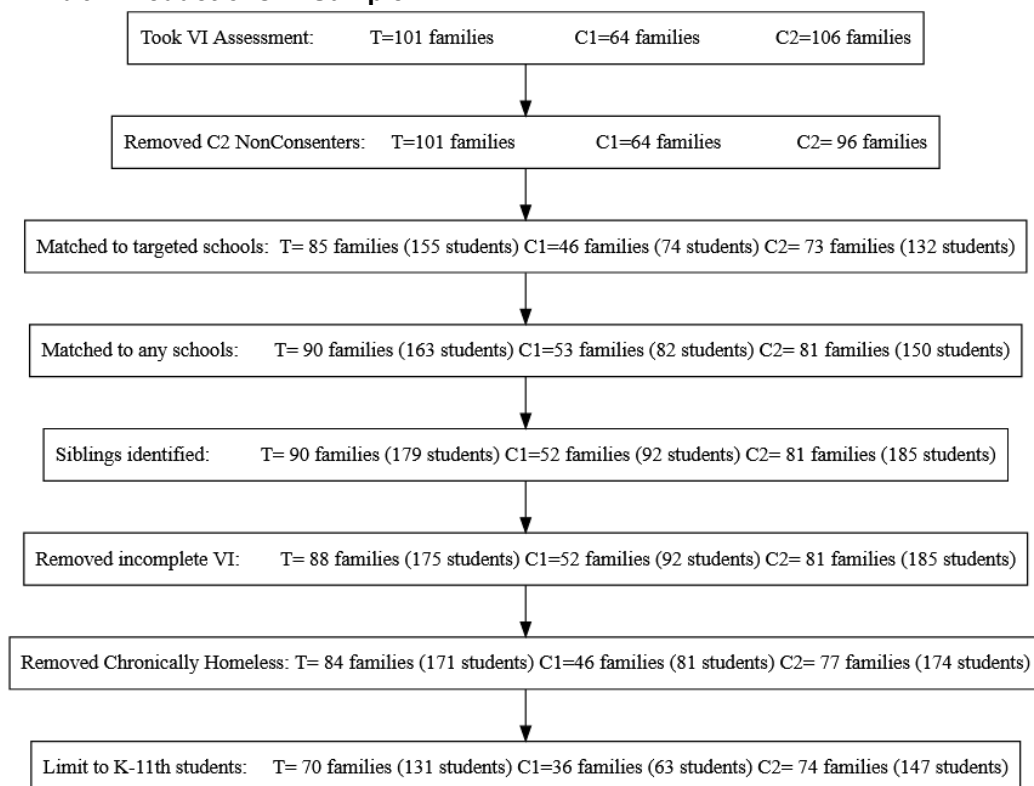 Took VI Assessment: T=101 families C1=64 families C2=106 families
Removed C2 NonConsenters: T=101 families C1=64 families C2= 96 families
Matched to targeted schools: T= 85 families (155 students) C1=46 families (74 students) C2= 73 families (132 students)
Matched to any schools: T= 90 families (163 students) C1=53 families (82 students) C2= 81 families (150 students)
Siblings identified: T= 90 families (179 students) C1=52 families (92 students) C2= 81 families (185 students)
Removed incomplete VI: T= 88 families (175 students) C1=52 families (92 students) C2= 81 families (185 students)
Removed Chronically Homeless: T= 84 families (171 students) C1=46 families (81 students) C2= 77 families (174 students)
Limit to K-11th students: T= 70 families (131 students) C1=36 families (63 students) C2= 74 families (147 students)